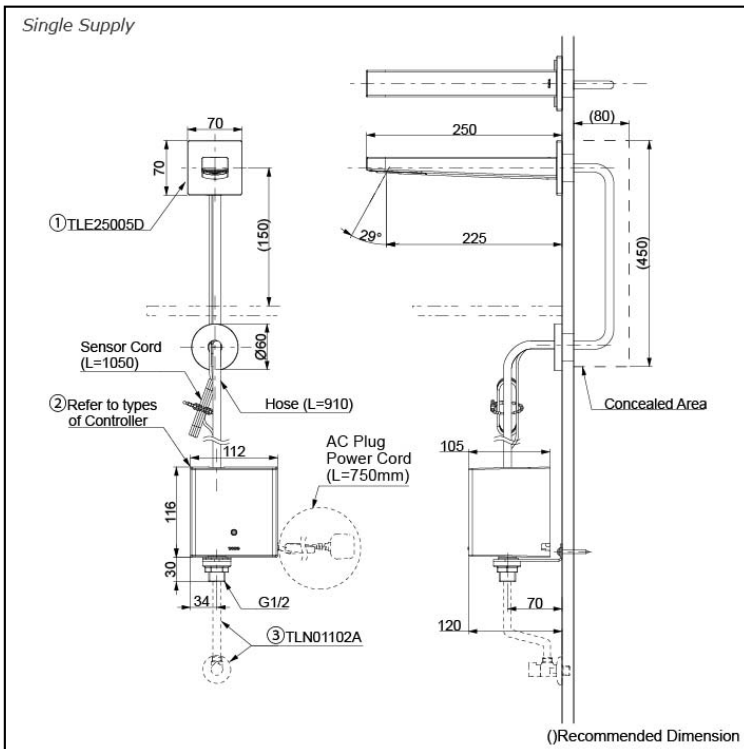 Single Supply
70
70
①TLE25005D
(150)
250
(80)
29°
225
(450)
Sensor Cord
(L=1050)
Ø60
Hose (L=910)
②Refer to types
of Controller
Concealed Area
AC Plug
Power Cord
(L=750mm)
112
105
116
30
34
G1/2
70
120
③TLN01102A
()Recommended Dimension